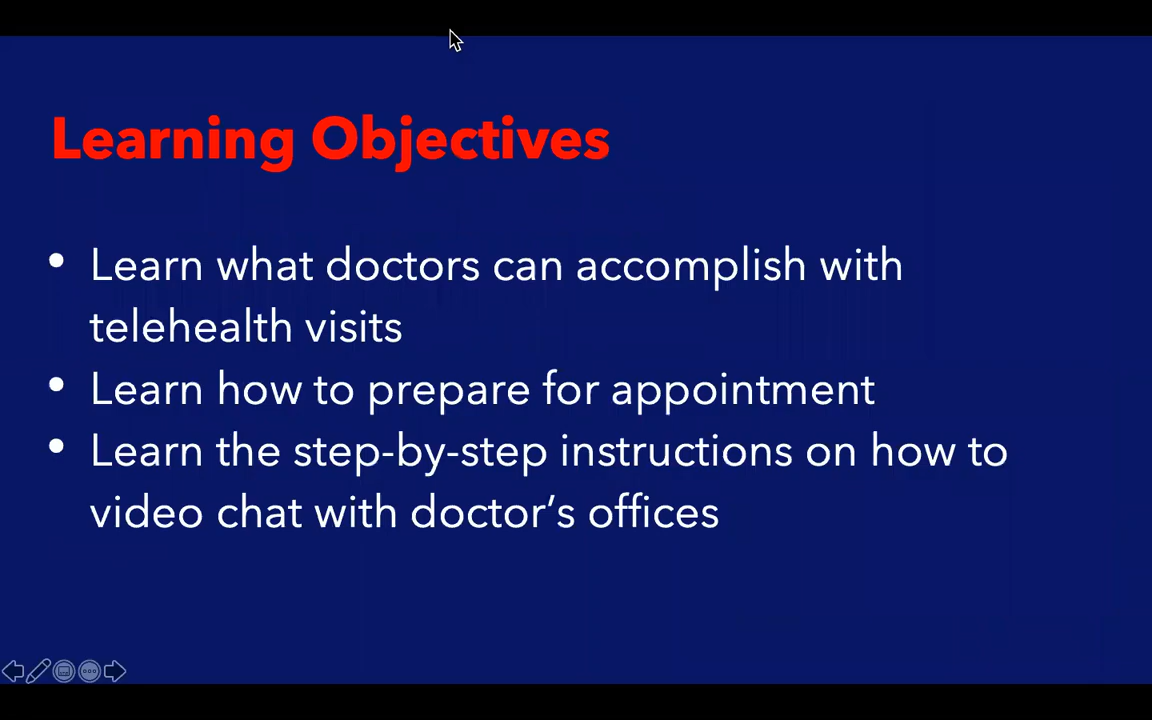 Learning Objectives
• Learn what doctors can accomplish with
telehealth visits
• Learn how to prepare for appointment
• Learn the step-by-step instructions on how to
video chat with doctor’s offices